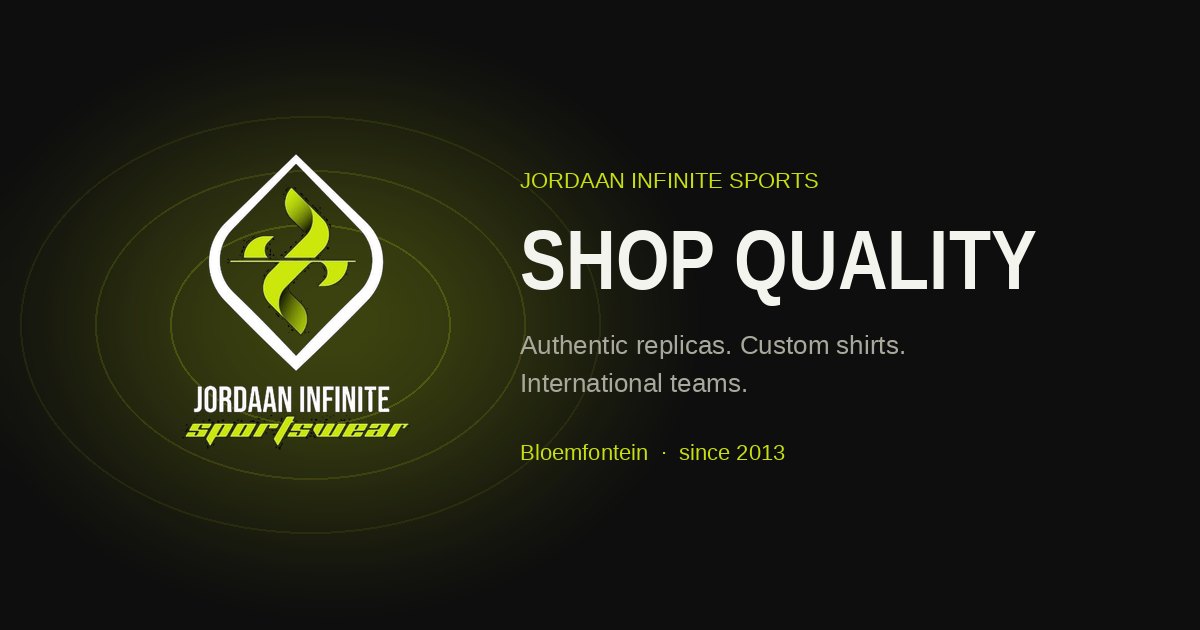 JORDAAN INFINITE
sportswear
JORDAAN INFINITE SPORTS
SHOP QUALITY
Authentic replicas. Custom shirts.
International teams.
Bloemfontein · since 2013